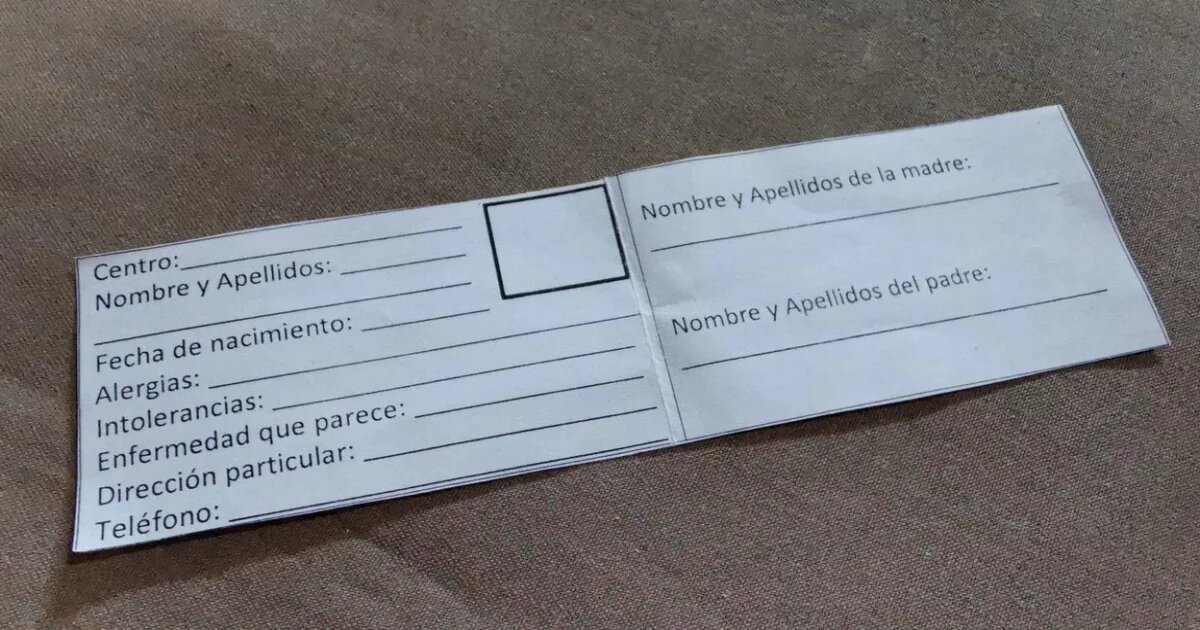 Centro:
Nombre y Apellidos:
Fecha de nacimiento:
Alergias:
Intolerancias:
Enfermedad que parece:
Dirección particular:
Teléfono:
Nombre y Apellidos de la madre:
Nombre y Apellidos del padre: